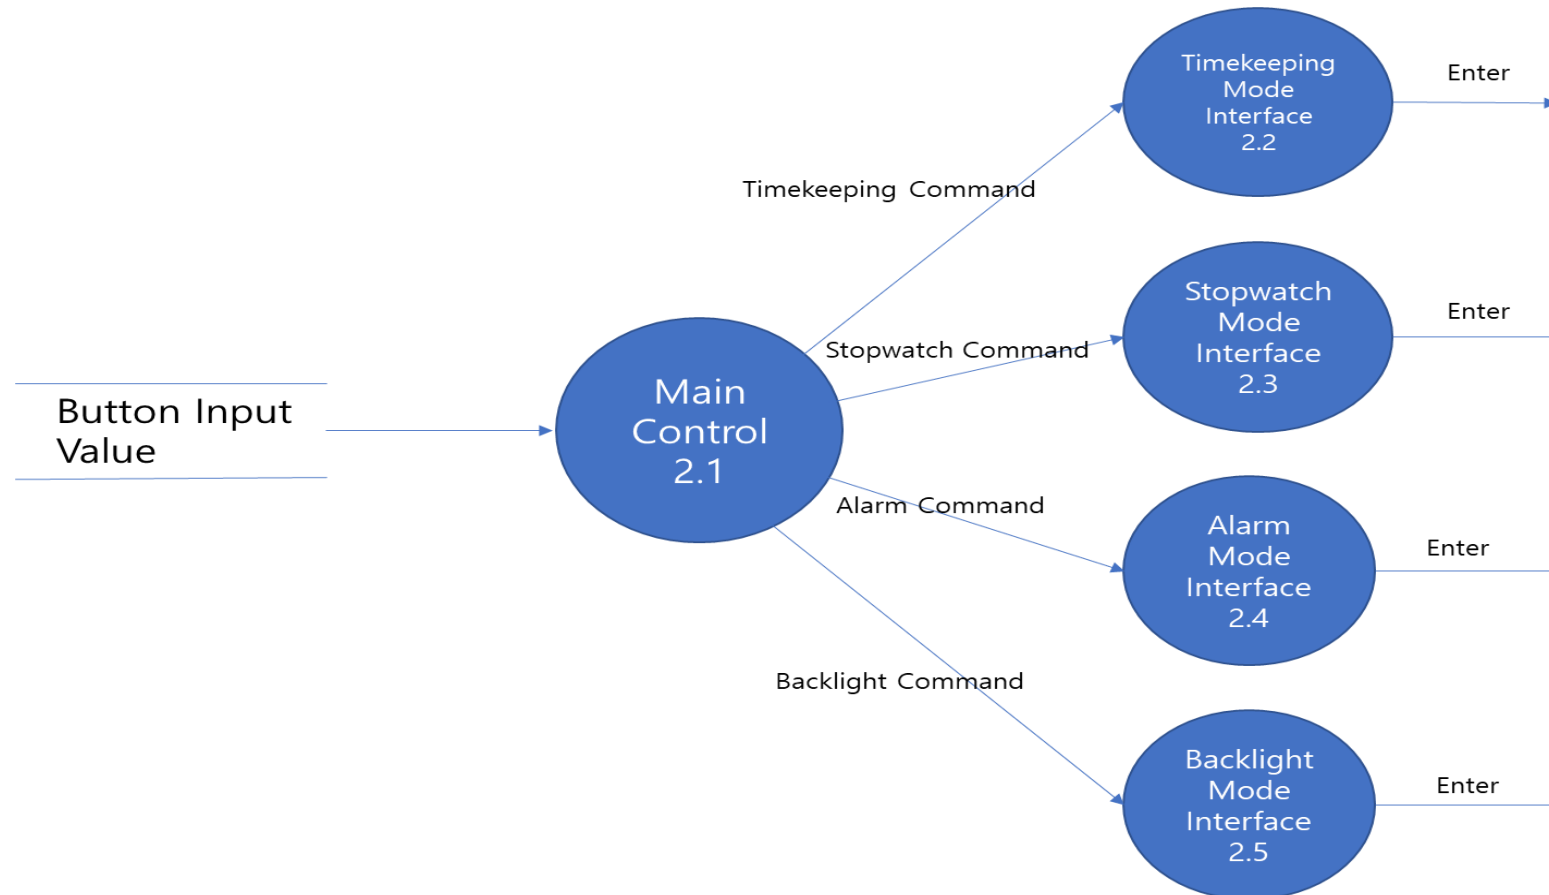 Timekeeping
Mode
Interface
2.2
Enter
Timekeeping Command
Stopwatch
Mode
Interface
2.3
Enter
Stopwatch Command
Main
Control
2.1
Button Input
Value
Alarm Command
Alarm
Mode
Interface
2.4
Enter
Backlight Command
Backlight
Mode
Interface
2.5
Enter